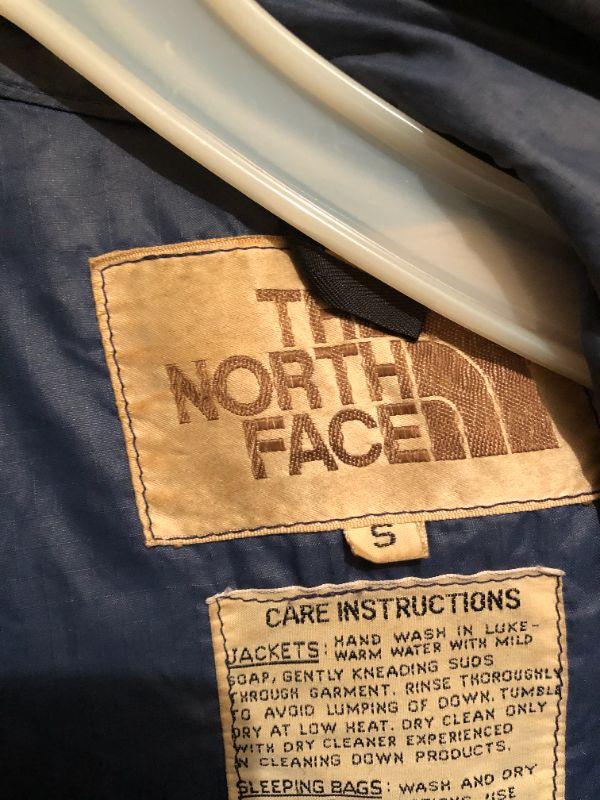 THE
NORTH
FACE
S
CARE INSTRUCTIONS
JACKETS: HAND WASH IN LUKE-
WARM WATER WITH MILD
SOAP, GENTLY KNEADING SUDS
THROUGH GARMENT. RINSE THOROUGHLY
TO AVOID LUMPING OF DOWN, TUMBLE
DRY AT LOW HEAT. DRY CLEAN ONLY
WITH DRY CLEANER EXPERIENCED
IN CLEANING DOWN PRODUCTS.
SLEEPING BAGS: WASH AND DRY
USE